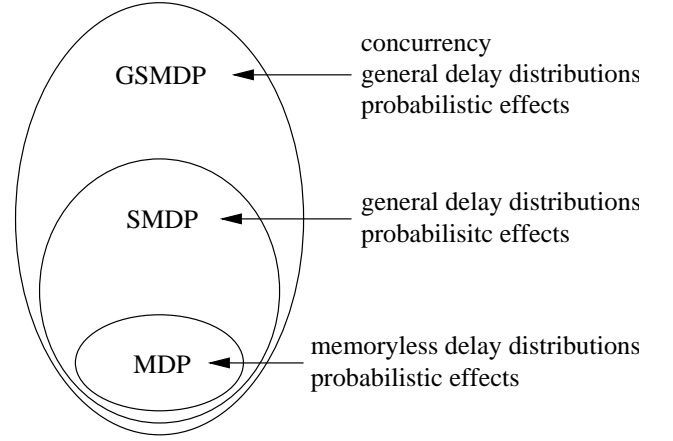 GSMDP
concurrency
general delay distributions
probabilistic effects
SMDP
general delay distributions
probabilisitc effects
MDP
memoryless delay distributions
probabilistic effects